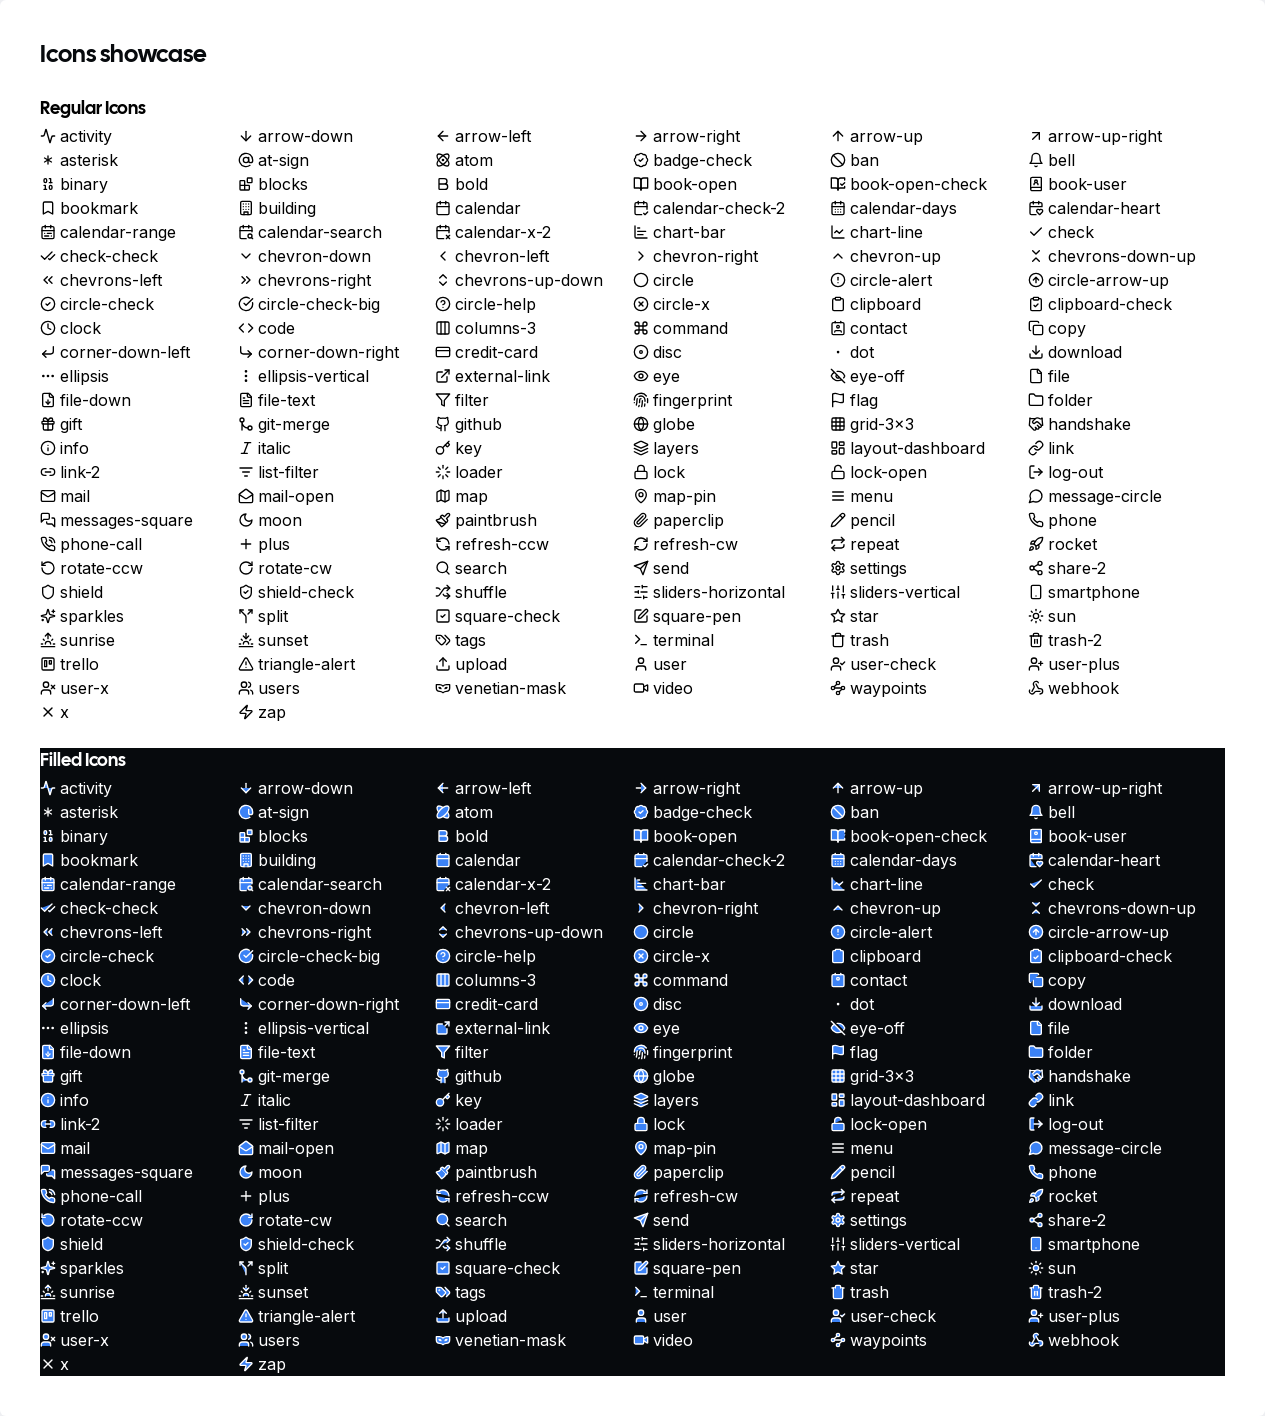 Icons showcase
Regular Icons
activity arrow-down arrow-left arrow-right arrow-up arrow-up-right
asterisk at-sign atom badge-check ban bell
binary blocks bold book-open book-open-check book-user
bookmark building calendar calendar-check-2 calendar-days calendar-heart
calendar-range calendar-search calendar-x-2 chart-bar chart-line check
check-check chevron-down chevron-left chevron-right chevron-up chevrons-down-up
chevrons-left chevrons-right chevrons-up-down circle circle-alert circle-arrow-up
circle-check circle-check-big circle-help circle-x clipboard clipboard-check
clock code columns-3 command contact copy
corner-down-left corner-down-right credit-card disc dot download
ellipsis ellipsis-vertical external-link eye eye-off file
file-down file-text filter fingerprint flag folder
gift git-merge github globe grid-3×3 handshake
info italic key layers layout-dashboard link
link-2 list-filter loader lock lock-open log-out
mail mail-open map map-pin menu message-circle
messages-square moon paintbrush paperclip pencil phone
phone-call plus refresh-ccw refresh-cw repeat rocket
rotate-ccw rotate-cw search send settings share-2
shield shield-check shuffle sliders-horizontal sliders-vertical smartphone
sparkles split square-check square-pen star sun
sunrise sunset tags terminal trash trash-2
trello triangle-alert upload user user-check user-plus
user-x users venetian-mask video waypoints webhook
x zap
Filled Icons
activity arrow-down arrow-left arrow-right arrow-up arrow-up-right
asterisk at-sign atom badge-check ban bell
binary blocks bold book-open book-open-check book-user
bookmark building calendar calendar-check-2 calendar-days calendar-heart
calendar-range calendar-search calendar-x-2 chart-bar chart-line check
check-check chevron-down chevron-left chevron-right chevron-up chevrons-down-up
chevrons-left chevrons-right chevrons-up-down circle circle-alert circle-arrow-up
circle-check circle-check-big circle-help circle-x clipboard clipboard-check
clock code columns-3 command contact copy
corner-down-left corner-down-right credit-card disc dot download
ellipsis ellipsis-vertical external-link eye eye-off file
file-down file-text filter fingerprint flag folder
gift git-merge github globe grid-3×3 handshake
info italic key layers layout-dashboard link
link-2 list-filter loader lock lock-open log-out
mail mail-open map map-pin menu message-circle
messages-square moon paintbrush paperclip pencil phone
phone-call plus refresh-ccw refresh-cw repeat rocket
rotate-ccw rotate-cw search send settings share-2
shield shield-check shuffle sliders-horizontal sliders-vertical smartphone
sparkles split square-check square-pen star sun
sunrise sunset tags terminal trash trash-2
trello triangle-alert upload user user-check user-plus
user-x users venetian-mask video waypoints webhook
x zap